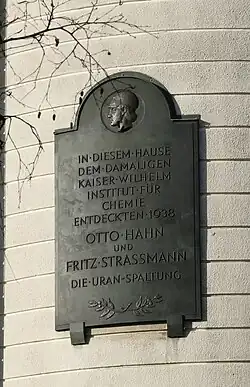 IN·DIESEM·HAUSE
DEM·DAMALIGEN
KAISER·WILHELM
INSTITUT·FÜR
CHEMIE
ENTDECKTEN·1938
OTTO·HAHN
UND
FRITZ·STRASSMANN
DIE·URAN-SPALTUNG